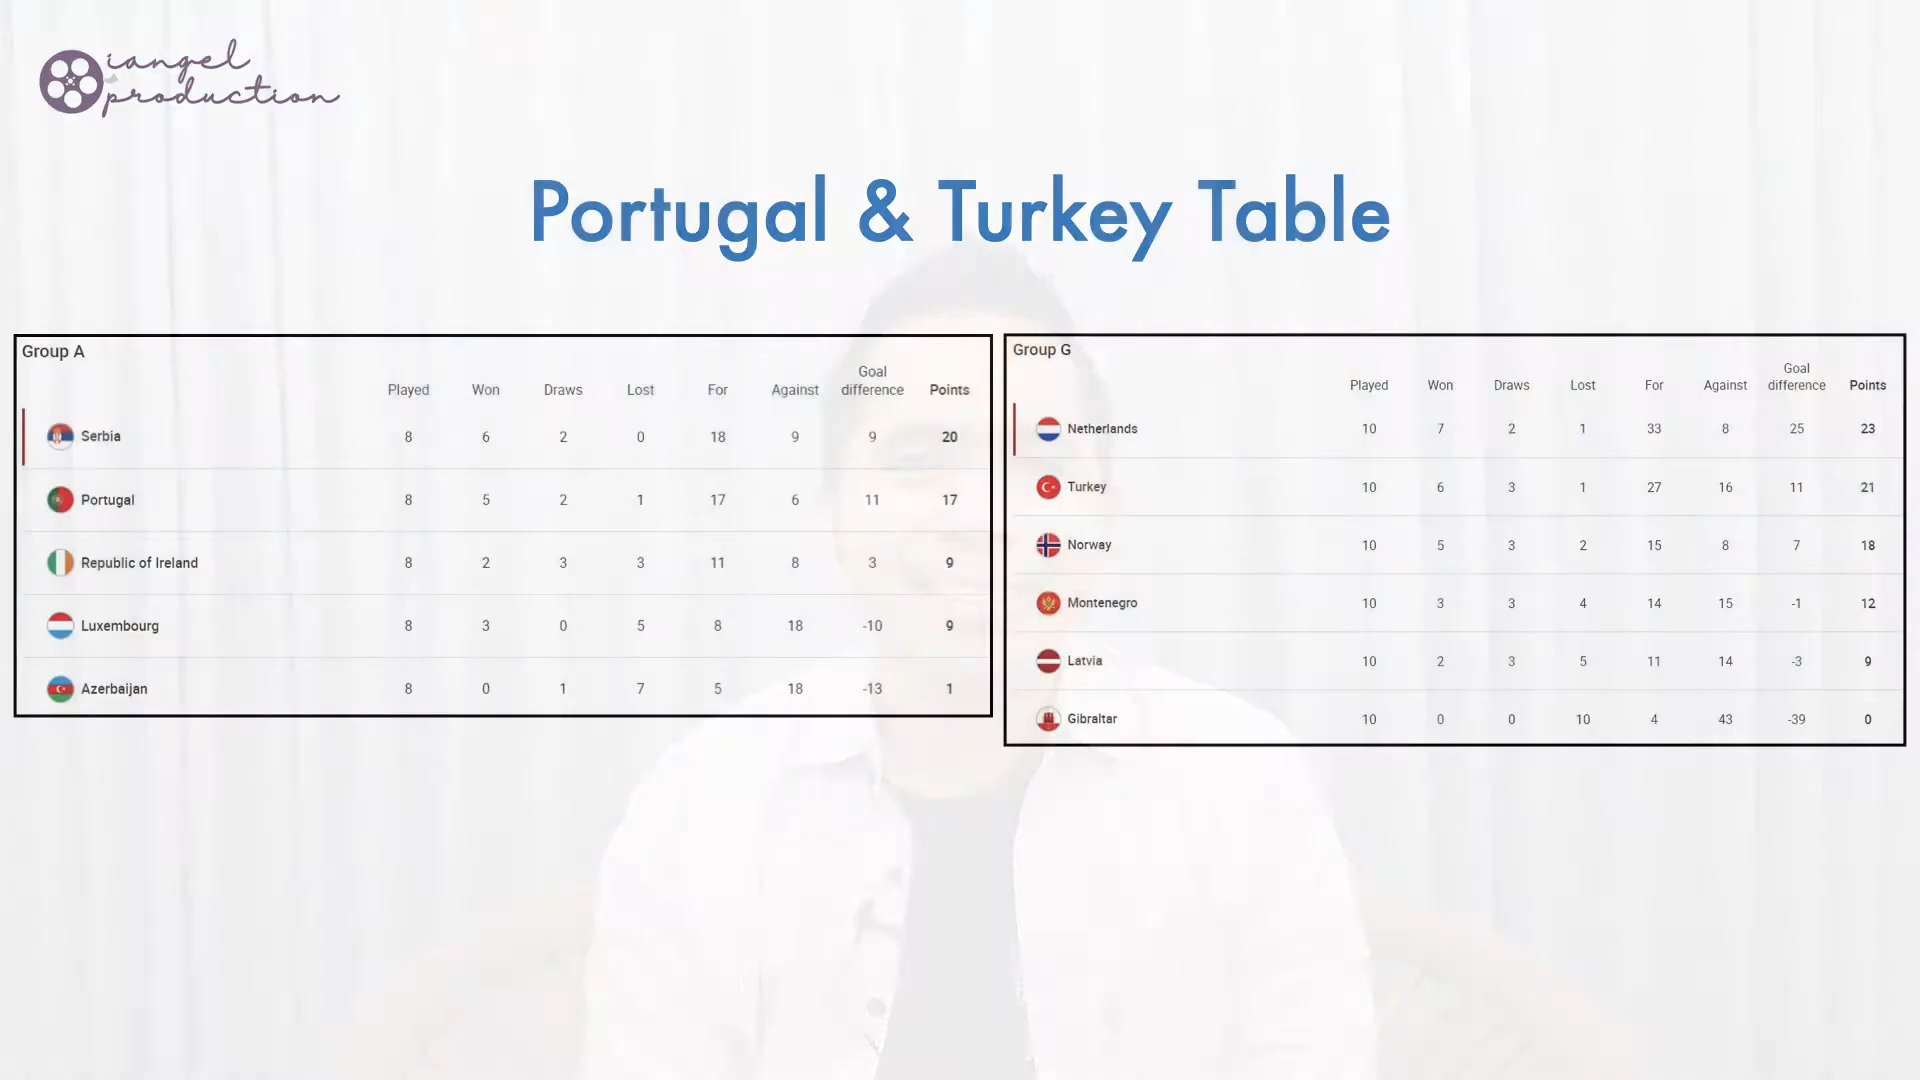 iangel
production
Portugal & Turkey Table
Group A
Played Won Draws Lost For Against Goal difference Points
Serbia 8 6 2 0 18 9 9 20
Portugal 8 5 2 1 17 6 11 17
Republic of Ireland 8 2 3 3 11 8 3 9
Luxembourg 8 3 0 5 8 18 -10 9
Azerbaijan 8 0 1 7 5 18 -13 1
Group G
Played Won Draws Lost For Against Goal difference Points
Netherlands 10 7 2 1 33 8 25 23
Turkey 10 6 3 1 27 16 11 21
Norway 10 5 3 2 15 8 7 18
Montenegro 10 3 3 4 14 15 -1 12
Latvia 10 2 3 5 11 14 -3 9
Gibraltar 10 0 0 10 4 43 -39 0